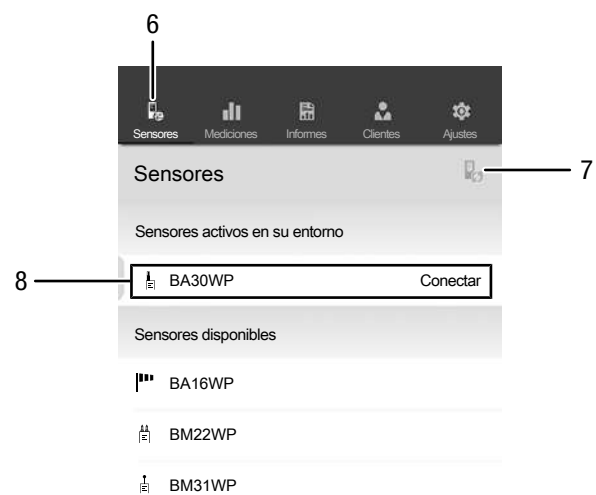 6
Sensores Mediciones Informes Clientes Ajustes
Sensores
7
Sensores activos en su entorno
8
BA30WP Conectar
Sensores disponibles
BA16WP
BM22WP
BM31WP